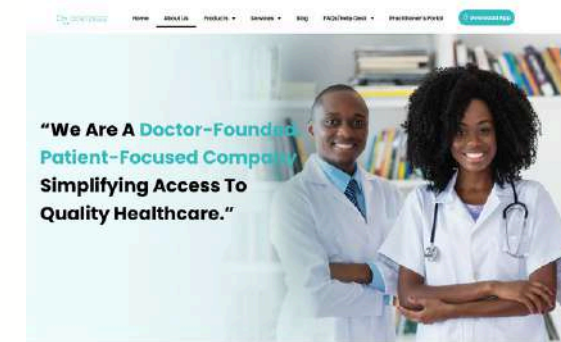 Home About Us Products Services Blog FAQs/Help Desk Practitioner's Portal Download App
“We Are A Doctor-Founded,
Patient-Focused Company
Simplifying Access To
Quality Healthcare.”